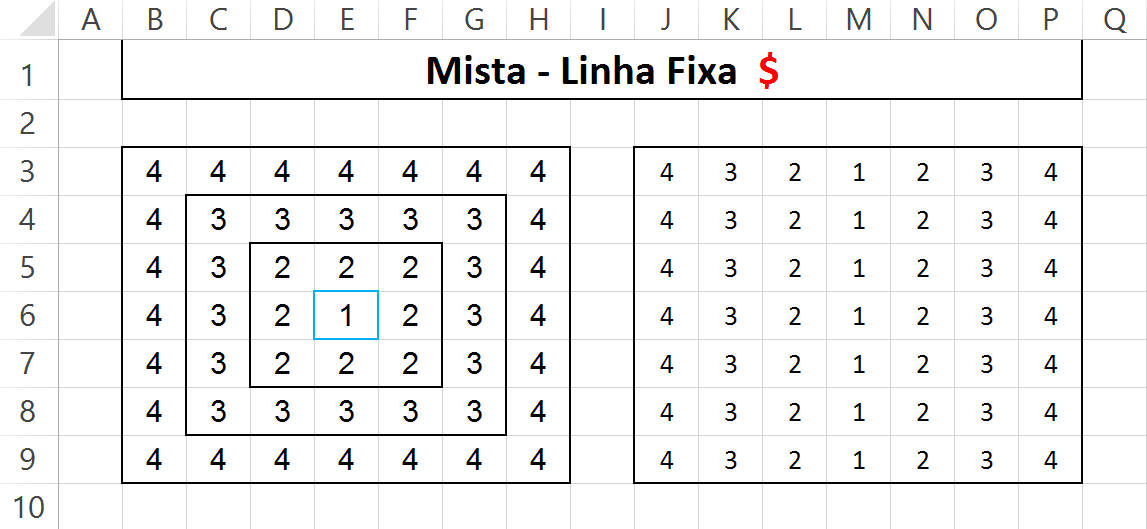 A B C D E F G H I J K L M N O P Q
1 Mista - Linha Fixa $
2
3 4 4 4 4 4 4 4 4 3 2 1 2 3 4
4 4 3 3 3 3 3 4 4 3 2 1 2 3 4
5 4 3 2 2 2 3 4 4 3 2 1 2 3 4
6 4 3 2 1 2 3 4 4 3 2 1 2 3 4
7 4 3 2 2 2 3 4 4 3 2 1 2 3 4
8 4 3 3 3 3 3 4 4 3 2 1 2 3 4
9 4 4 4 4 4 4 4 4 3 2 1 2 3 4
10